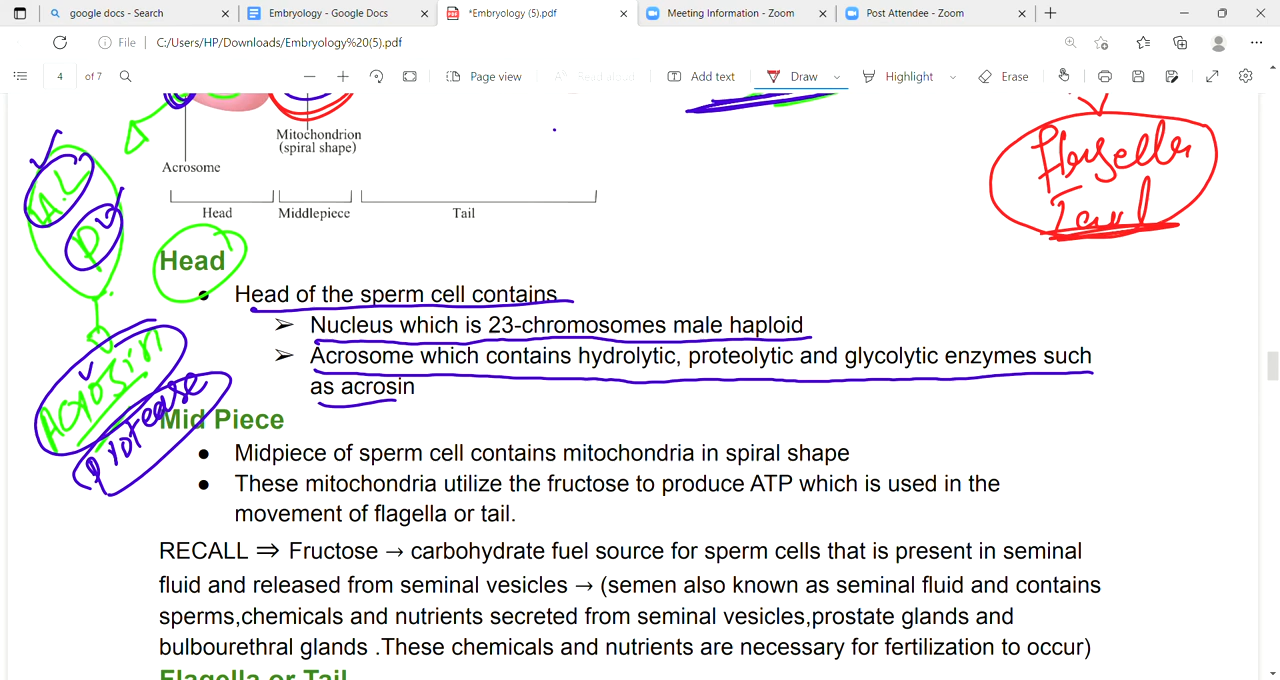 google docs - Search
Embryology - Google Docs
*Embryology (5).pdf
Meeting Information - Zoom
Post Attendee - Zoom
File
C:/Users/HP/Downloads/Embryology%20(5).pdf
4 of 7
Page view
Read aloud
Add text
Draw
Highlight
Erase
Mitochondrion
(spiral shape)
Acrosome
Head Middlepiece Tail
Flagella
A.L
P
Head
• Head of the sperm cell contains
➢ Nucleus which is 23-chromosomes male haploid
➢ Acrosome which contains hydrolytic, proteolytic and glycolytic enzymes such
as acrosin
Acrosin
Protease
Mid Piece
● Midpiece of sperm cell contains mitochondria in spiral shape
● These mitochondria utilize the fructose to produce ATP which is used in the
movement of flagella or tail.
RECALL ⇒ Fructose → carbohydrate fuel source for sperm cells that is present in seminal
fluid and released from seminal vesicles → (semen also known as seminal fluid and contains
sperms,chemicals and nutrients secreted from seminal vesicles,prostate glands and
bulbourethral glands .These chemicals and nutrients are necessary for fertilization to occur)
Flagella or Tail